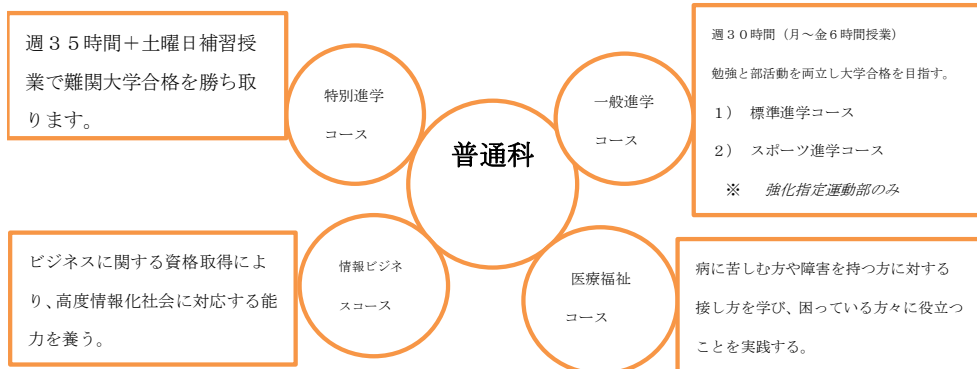 週３５時間＋土曜日補習授
業で難関大学合格を勝ち取
ります。
特別進学
コース
普通科
一般進学
コース
週３０時間（月～金６時間授業）
勉強と部活動を両立し大学合格を目指す。
１） 標準進学コース
２） スポーツ進学コース
※ 強化指定運動部のみ
ビジネスに関する資格取得によ
り、高度情報化社会に対応する能
力を養う。
情報ビジネ
スコース
医療福祉
コース
病に苦しむ方や障害を持つ方に対する
接し方を学び、困っている方々に役立つ
ことを実践する。